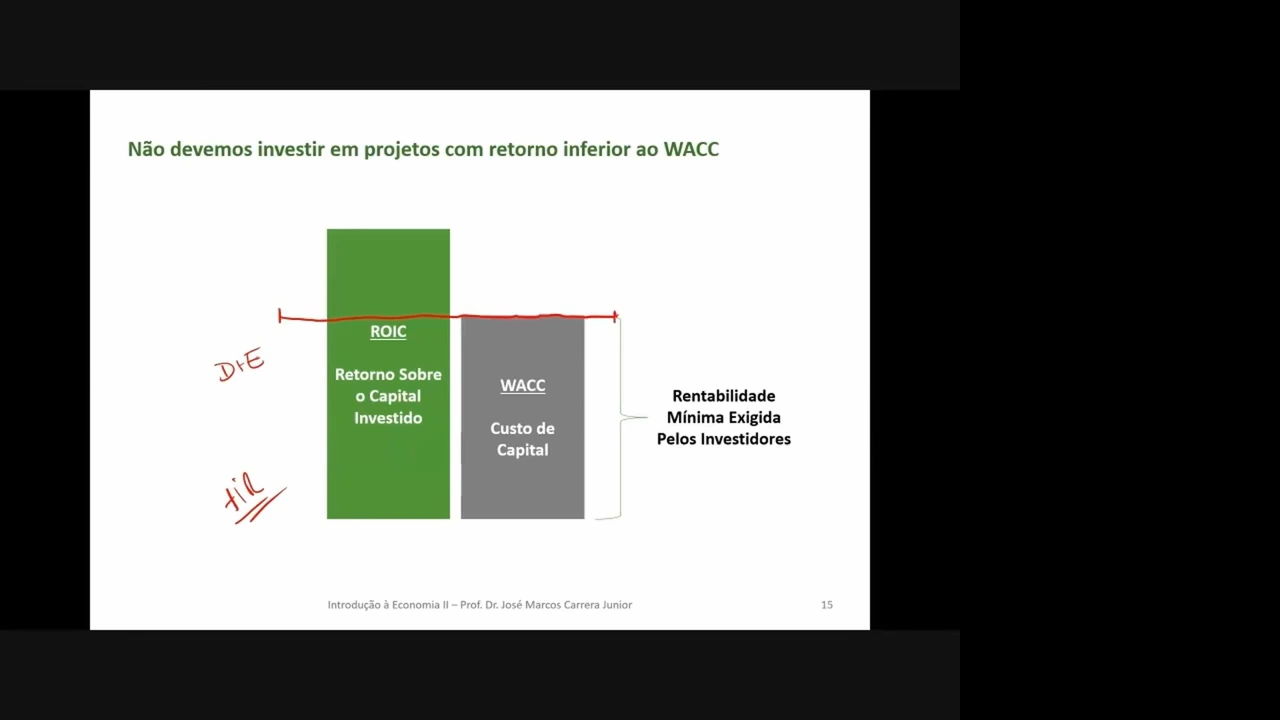 Não devemos investir em projetos com retorno inferior ao WACC
ROIC
Retorno Sobre
o Capital
Investido
WACC
Custo de
Capital
Rentabilidade
Mínima Exigida
Pelos Investidores
D+E
tir
Introdução à Economia II – Prof. Dr. José Marcos Carrera Junior
15